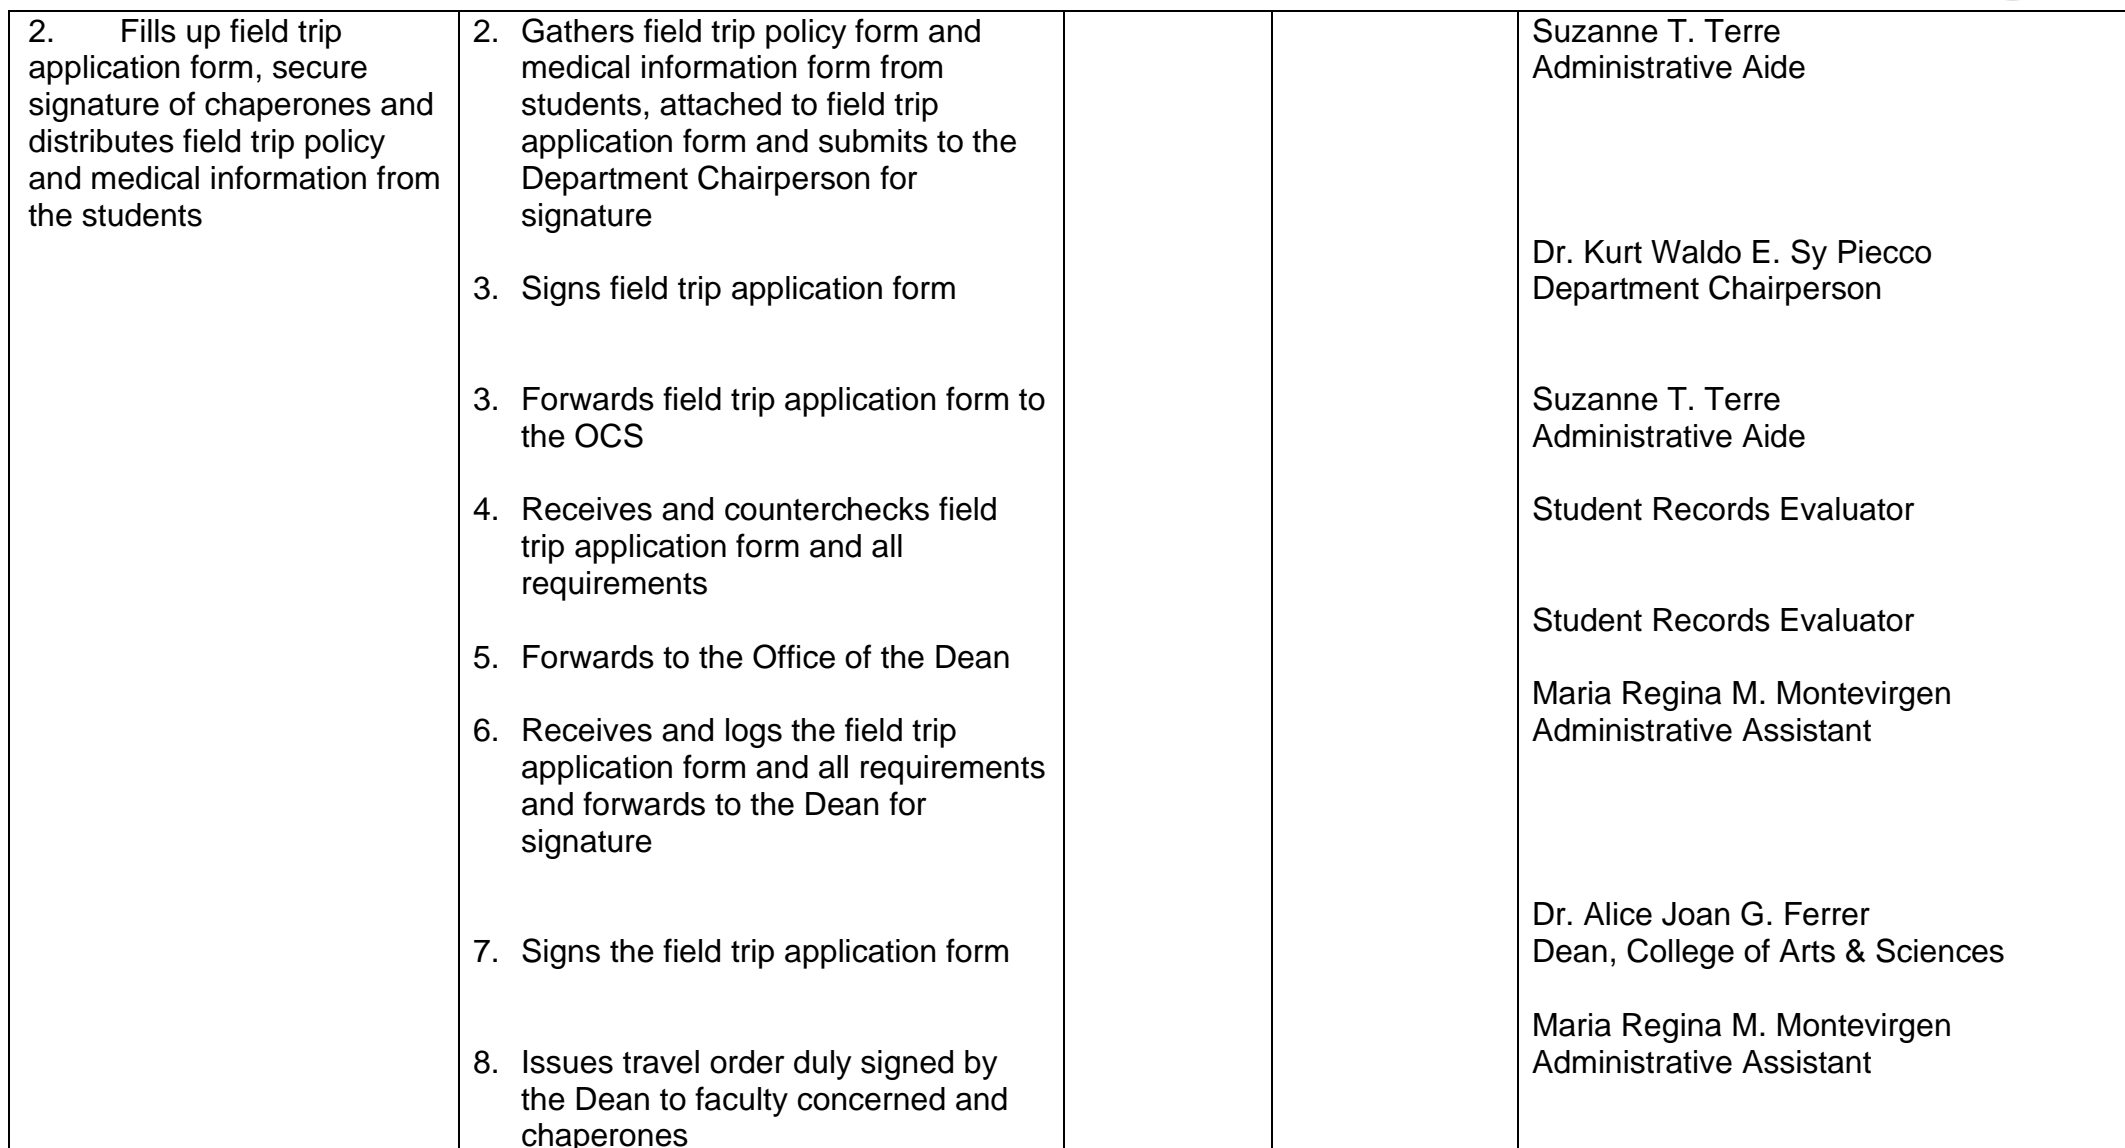 2. Fills up field trip
application form, secure
signature of chaperones and
distributes field trip policy
and medical information from
the students
2. Gathers field trip policy form and
medical information form from
students, attached to field trip
application form and submits to the
Department Chairperson for
signature
3. Signs field trip application form
3. Forwards field trip application form to
the OCS
4. Receives and counterchecks field
trip application form and all
requirements
5. Forwards to the Office of the Dean
6. Receives and logs the field trip
application form and all requirements
and forwards to the Dean for
signature
7. Signs the field trip application form
8. Issues travel order duly signed by
the Dean to faculty concerned and
chaperones
Suzanne T. Terre
Administrative Aide
Dr. Kurt Waldo E. Sy Piecco
Department Chairperson
Suzanne T. Terre
Administrative Aide
Student Records Evaluator
Student Records Evaluator
Maria Regina M. Montevirgen
Administrative Assistant
Dr. Alice Joan G. Ferrer
Dean, College of Arts & Sciences
Maria Regina M. Montevirgen
Administrative Assistant